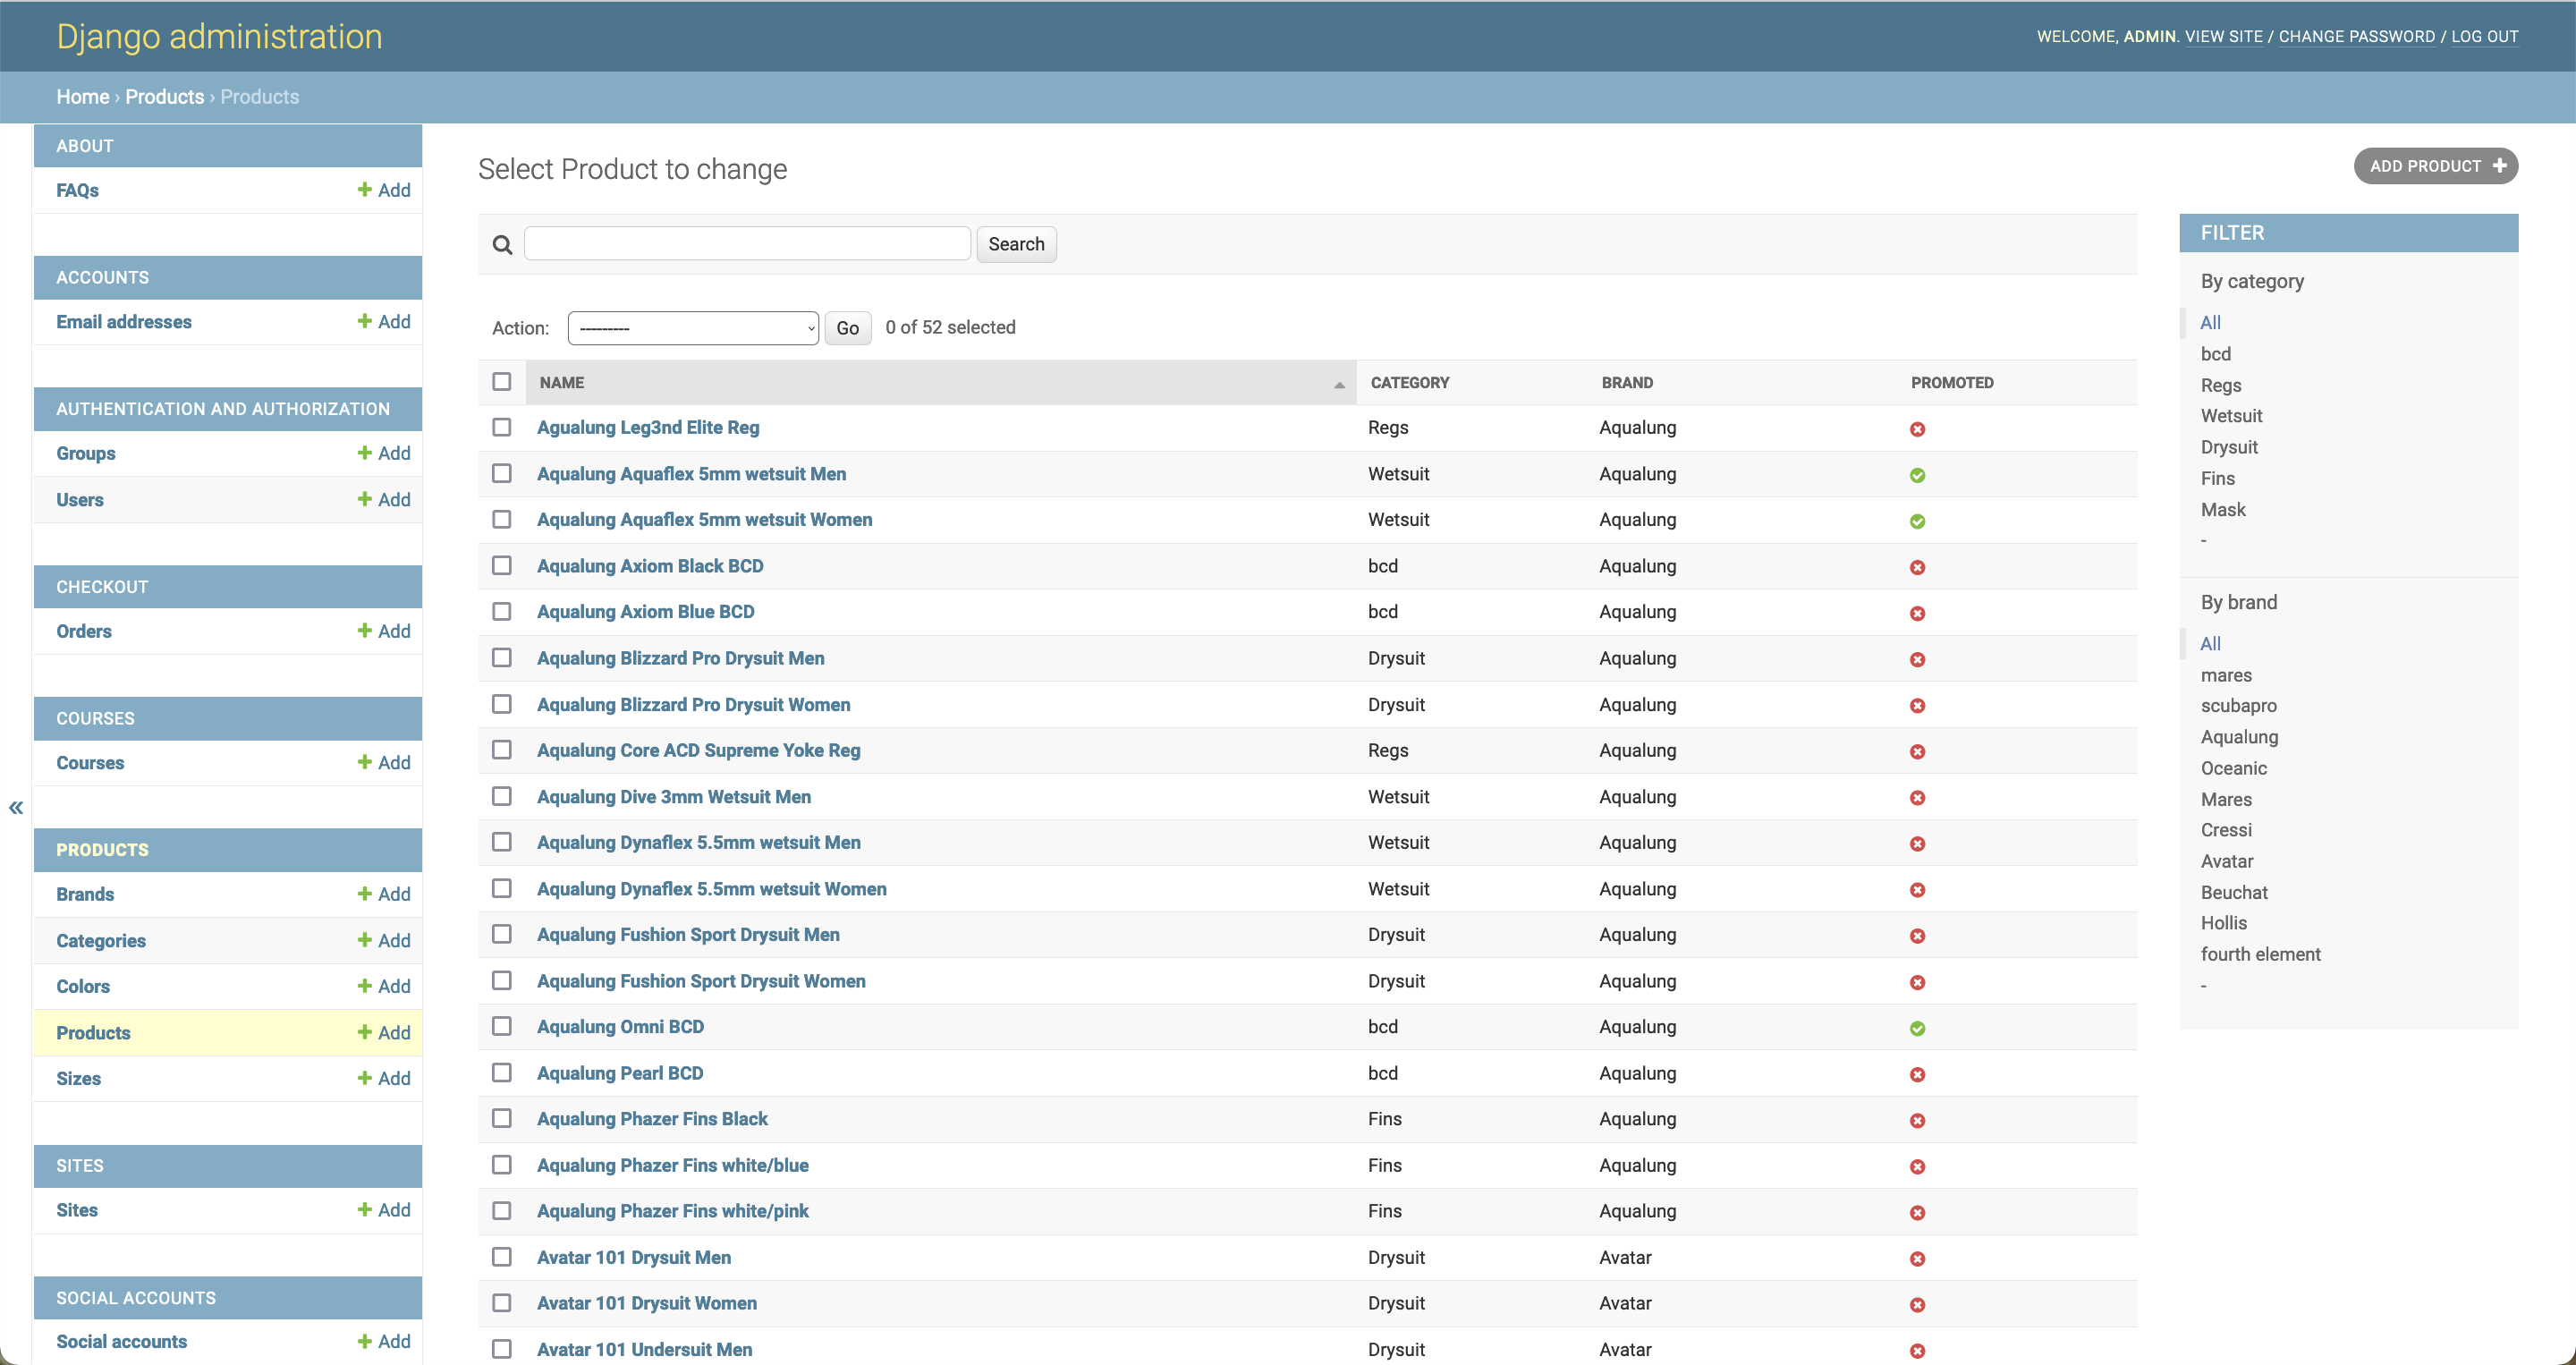 Django administration
WELCOME, ADMIN. VIEW SITE / CHANGE PASSWORD / LOG OUT
Home › Products › Products
ABOUT
FAQs Add
ACCOUNTS
Email addresses Add
AUTHENTICATION AND AUTHORIZATION
Groups Add
Users Add
CHECKOUT
Orders Add
COURSES
Courses Add
«
PRODUCTS
Brands Add
Categories Add
Colors Add
Products Add
Sizes Add
SITES
Sites Add
SOCIAL ACCOUNTS
Social accounts Add
Select Product to change
ADD PRODUCT
Search
Action: --------- Go 0 of 52 selected
NAME CATEGORY BRAND PROMOTED
Agualung Leg3nd Elite Reg Regs Aqualung
Aqualung Aquaflex 5mm wetsuit Men Wetsuit Aqualung
Aqualung Aquaflex 5mm wetsuit Women Wetsuit Aqualung
Aqualung Axiom Black BCD bcd Aqualung
Aqualung Axiom Blue BCD bcd Aqualung
Aqualung Blizzard Pro Drysuit Men Drysuit Aqualung
Aqualung Blizzard Pro Drysuit Women Drysuit Aqualung
Aqualung Core ACD Supreme Yoke Reg Regs Aqualung
Aqualung Dive 3mm Wetsuit Men Wetsuit Aqualung
Aqualung Dynaflex 5.5mm wetsuit Men Wetsuit Aqualung
Aqualung Dynaflex 5.5mm wetsuit Women Wetsuit Aqualung
Aqualung Fushion Sport Drysuit Men Drysuit Aqualung
Aqualung Fushion Sport Drysuit Women Drysuit Aqualung
Aqualung Omni BCD bcd Aqualung
Aqualung Pearl BCD bcd Aqualung
Aqualung Phazer Fins Black Fins Aqualung
Aqualung Phazer Fins white/blue Fins Aqualung
Aqualung Phazer Fins white/pink Fins Aqualung
Avatar 101 Drysuit Men Drysuit Avatar
Avatar 101 Drysuit Women Drysuit Avatar
Avatar 101 Undersuit Men Drysuit Avatar
FILTER
By category
All
bcd
Regs
Wetsuit
Drysuit
Fins
Mask
-
By brand
All
mares
scubapro
Aqualung
Oceanic
Mares
Cressi
Avatar
Beuchat
Hollis
fourth element
-